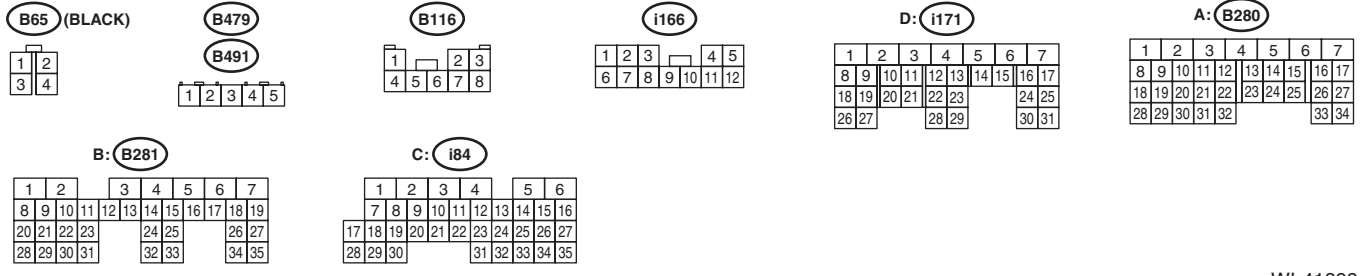 B65 (BLACK)
B479
B491
B116
i166
D: i171
A: B280
1 2
3 4
1 2 3 4 5
1 2 3
4 5 6 7 8
1 2 3 4 5
6 7 8 9 10 11 12
1 2 3 4 5 6 7
8 9 10 11 12 13 14 15 16 17
18 19 20 21 22 23 24 25
26 27 28 29 30 31
1 2 3 4 5 6 7
8 9 10 11 12 13 14 15 16 17
18 19 20 21 22 23 24 25 26 27
28 29 30 31 32 33 34
B: B281
C: i84
1 2 3 4 5 6 7
8 9 10 11 12 13 14 15 16 17 18 19
20 21 22 23 24 25 26 27
28 29 30 31 32 33 34 35
1 2 3 4 5 6
7 8 9 10 11 12 13 14 15 16
17 18 19 20 21 22 23 24 25 26 27
28 29 30 31 32 33 34 35